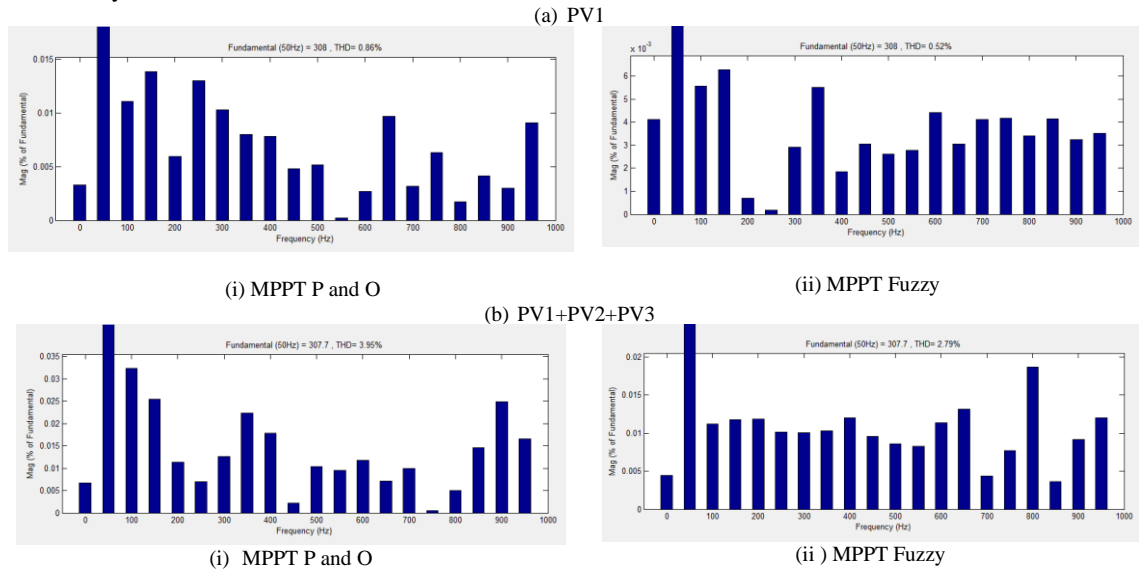 (a) PV1
Fundamental (50Hz) = 308 , THD= 0.86%
0.015
0.01
0.005
0
Mag (% of Fundamental)
0 100 200 300 400 500 600 700 800 900 1000
Frequency (Hz)
x 10⁻³
Fundamental (50Hz) = 308 , THD= 0.52%
6
5
4
3
2
1
0
Mag (% of Fundamental)
0 100 200 300 400 500 600 700 800 900 1000
Frequency (Hz)
(i) MPPT P and O
(ii) MPPT Fuzzy
(b) PV1+PV2+PV3
Fundamental (50Hz) = 307.7 , THD= 3.95%
0.035
0.03
0.025
0.02
0.015
0.01
0.005
0
Mag (% of Fundamental)
0 100 200 300 400 500 600 700 800 900 1000
Frequency (Hz)
Fundamental (50Hz) = 307.7 , THD= 2.79%
0.02
0.015
0.01
0.005
0
Mag (% of Fundamental)
0 100 200 300 400 500 600 700 800 900 1000
Frequency (Hz)
(i) MPPT P and O
(ii ) MPPT Fuzzy